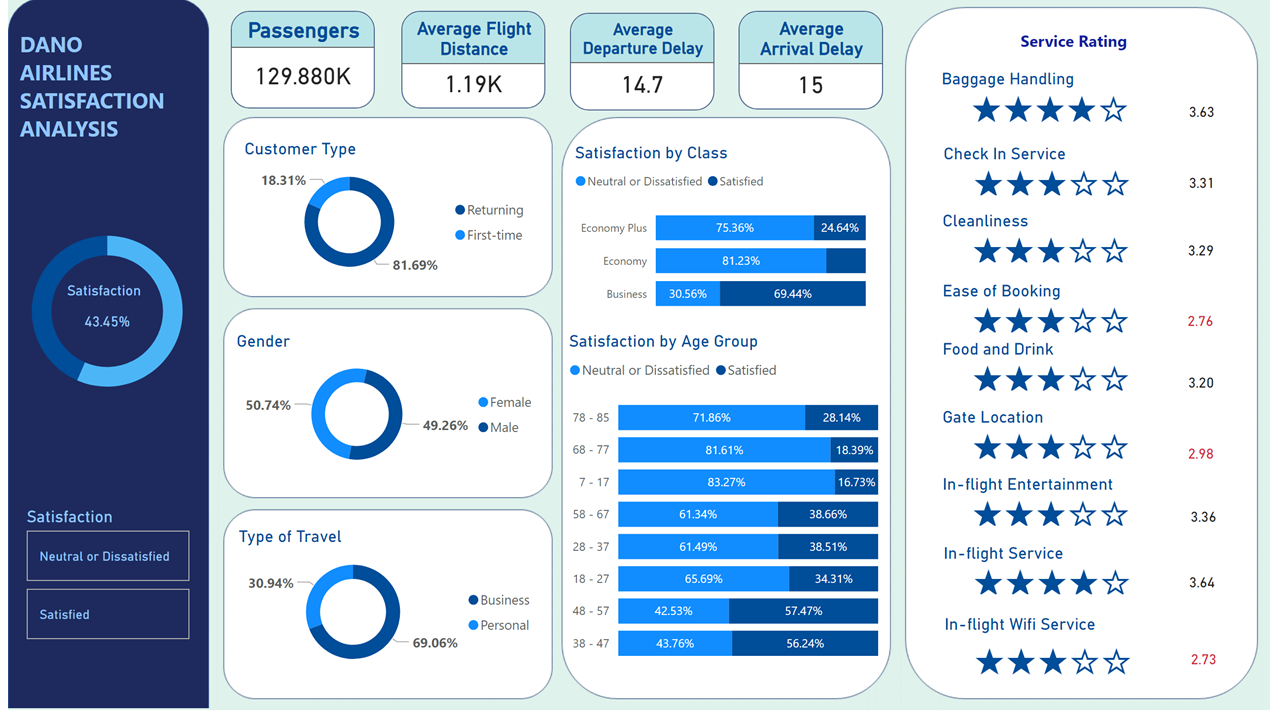 DANO
AIRLINES
SATISFACTION
ANALYSIS
Satisfaction
43.45%
Satisfaction
Neutral or Dissatisfied
Satisfied
Passengers
129.880K
Average Flight
Distance
1.19K
Average
Departure Delay
14.7
Average
Arrival Delay
15
Customer Type
18.31%
81.69%
Returning
First-time
Gender
50.74%
49.26%
Female
Male
Type of Travel
30.94%
69.06%
Business
Personal
Satisfaction by Class
Neutral or Dissatisfied Satisfied
Economy Plus 75.36% 24.64%
Economy 81.23%
Business 30.56% 69.44%
Satisfaction by Age Group
Neutral or Dissatisfied Satisfied
78 - 85 71.86% 28.14%
68 - 77 81.61% 18.39%
7 - 17 83.27% 16.73%
58 - 67 61.34% 38.66%
28 - 37 61.49% 38.51%
18 - 27 65.69% 34.31%
48 - 57 42.53% 57.47%
38 - 47 43.76% 56.24%
Service Rating
Baggage Handling
3.63
Check In Service
3.31
Cleanliness
3.29
Ease of Booking
2.76
Food and Drink
3.20
Gate Location
2.98
In-flight Entertainment
3.36
In-flight Service
3.64
In-flight Wifi Service
2.73